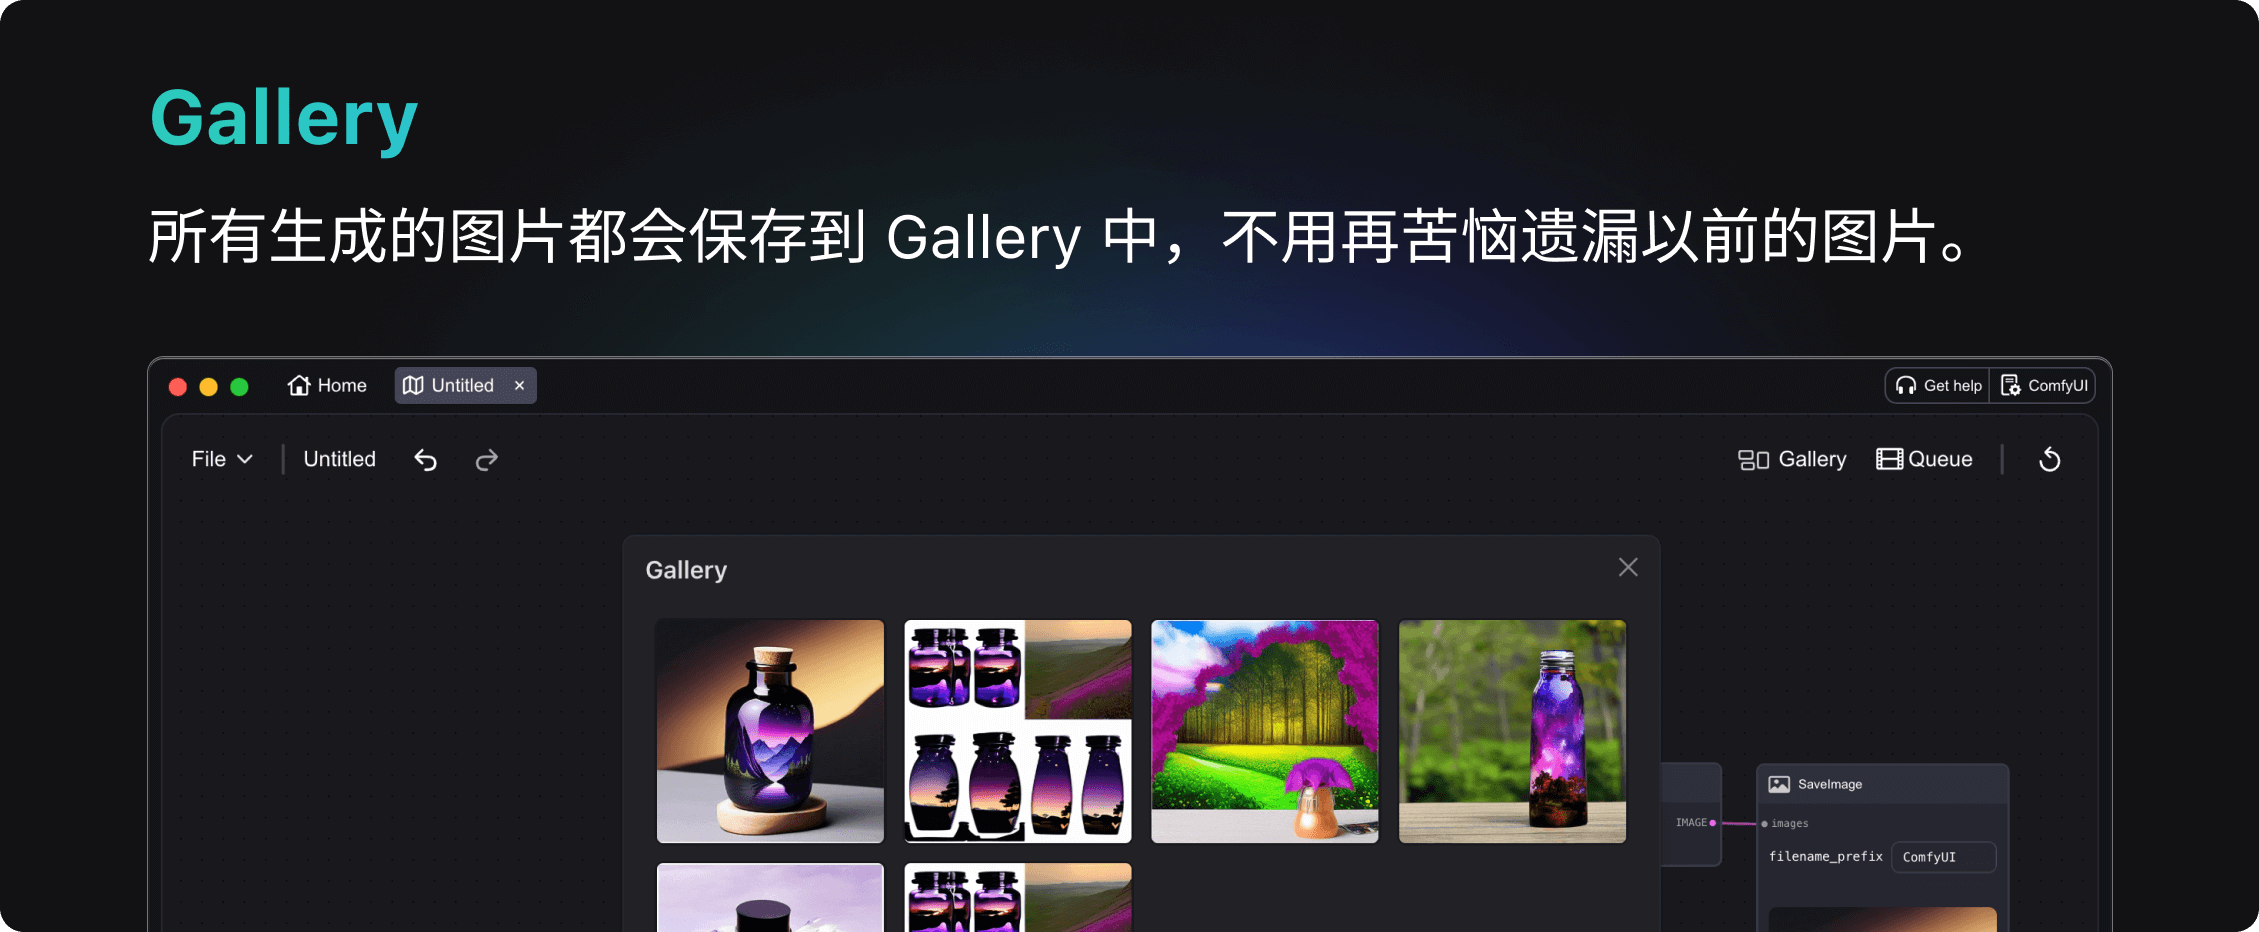 Gallery
所有生成的图片都会保存到 Gallery 中，不用再苦恼遗漏以前的图片。
Home
Untitled
Get help
ComfyUI
File
Untitled
Gallery
Queue
Gallery
IMAGE
SaveImage
images
filename_prefix
ComfyUI